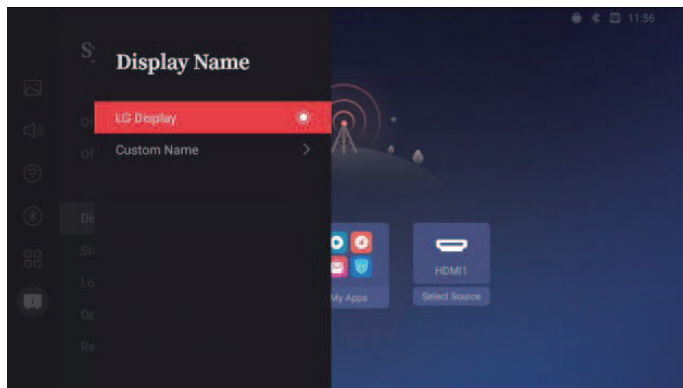 11:56
Display Name
LG Display
Custom Name
HDMI1
My Apps
Select Source